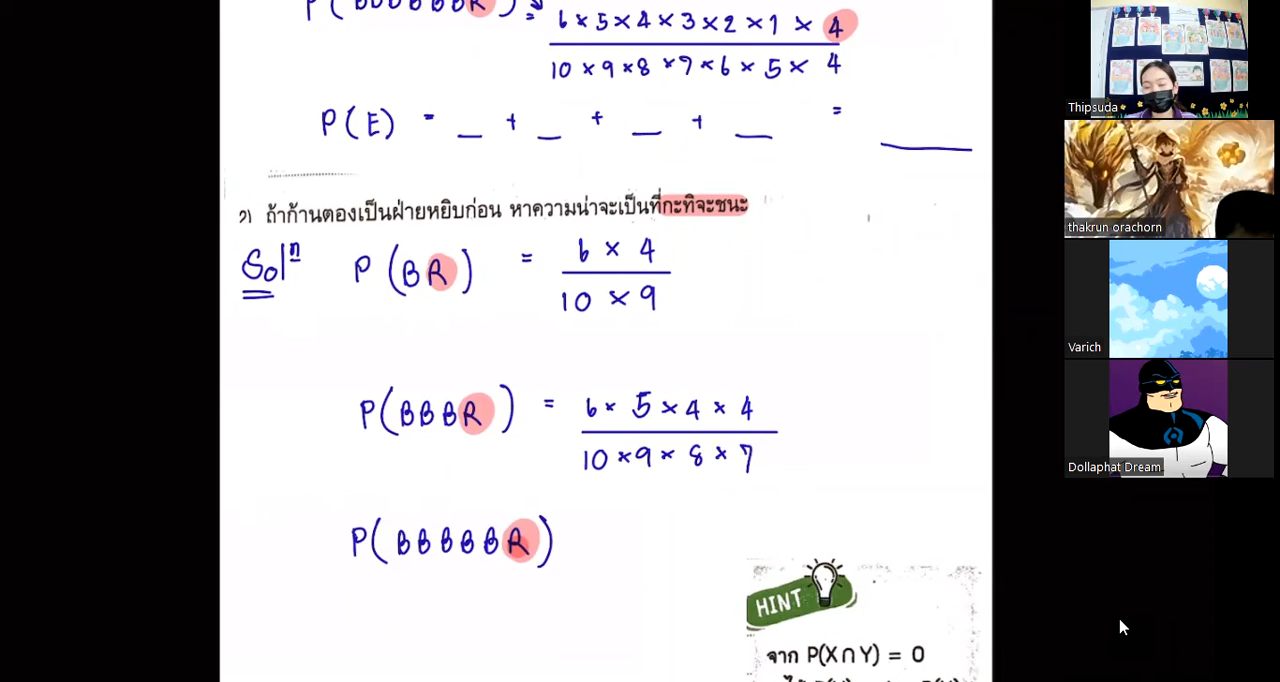 P(BBBBBBR) = 6 × 5 × 4 × 3 × 2 × 1 × 4
10 × 9 × 8 × 7 × 6 × 5 × 4
P(E) = _ + _ + _ + _ = _
ๆ) ถ้าก้านตองเป็นฝ่ายหยิบก่อน หาความน่าจะเป็นที่กะทิจะชนะ
Solⁿ P(BR) = 6 × 4
10 × 9
P(BBBR) = 6 × 5 × 4 × 4
10 × 9 × 8 × 7
P(BBBBBR)
HINT
จาก P(X∩Y) = 0
Thipsuda
thakrun orachorn
Varich
Dollaphat Dream